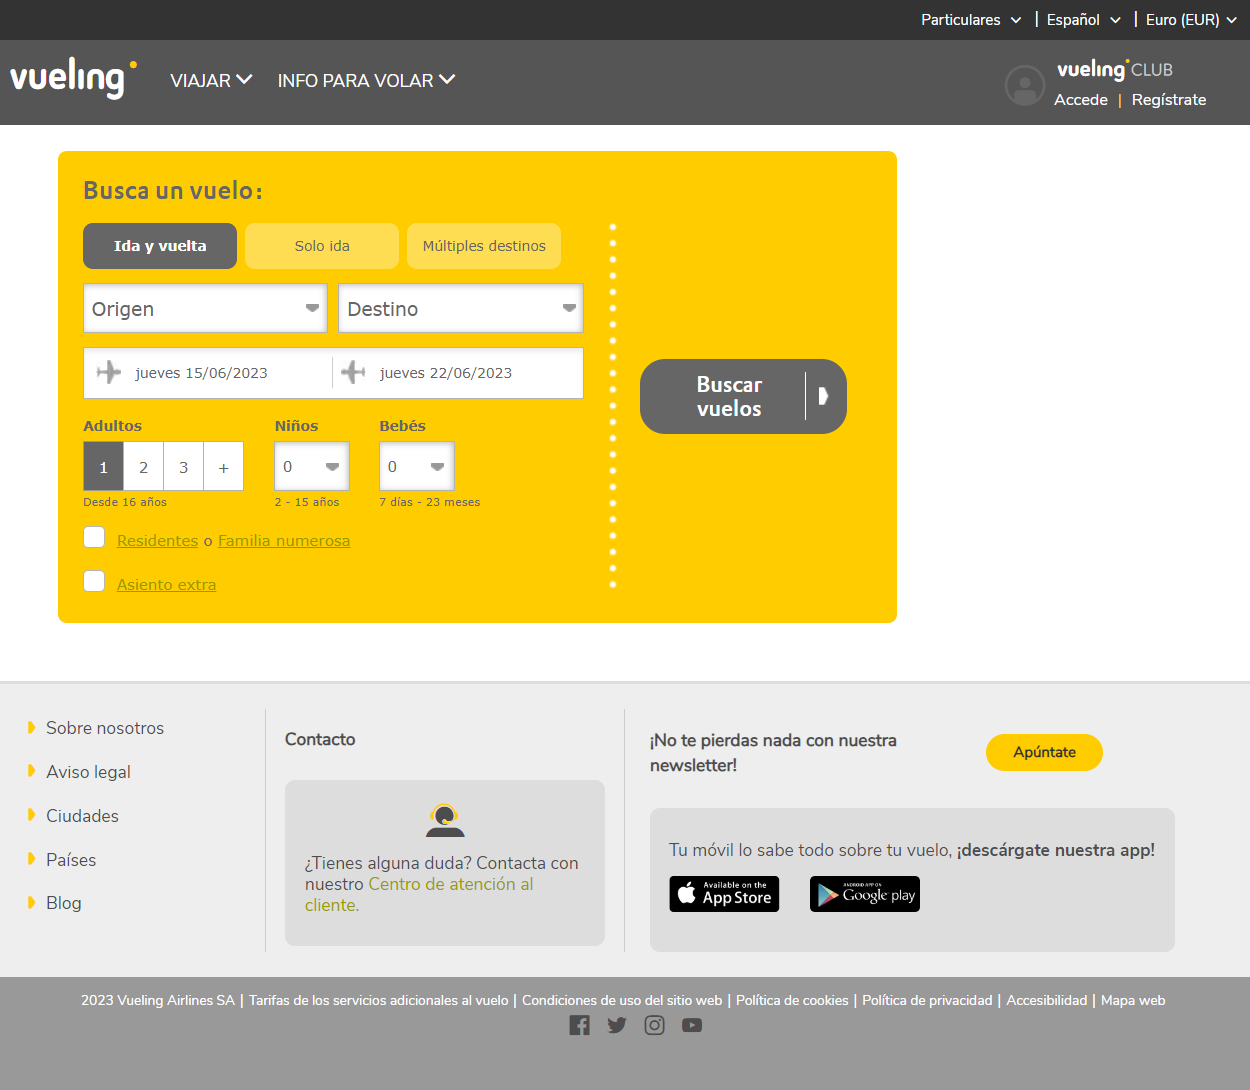 Particulares | Español | Euro (EUR)
vueling VIAJAR INFO PARA VOLAR
vueling CLUB
Accede | Regístrate
Busca un vuelo:
Ida y vuelta Solo ida Múltiples destinos
Origen Destino
jueves 15/06/2023 jueves 22/06/2023
Buscar
vuelos
Adultos Niños Bebés
1 2 3 + 0 0
Desde 16 años 2 - 15 años 7 días - 23 meses
Residentes o Familia numerosa
Asiento extra
Sobre nosotros
Aviso legal
Ciudades
Países
Blog
Contacto
¿Tienes alguna duda? Contacta con
nuestro Centro de atención al
cliente.
¡No te pierdas nada con nuestra
newsletter!
Apúntate
Tu móvil lo sabe todo sobre tu vuelo, ¡descárgate nuestra app!
Available on the
App Store
ANDROID APP ON
Google play
2023 Vueling Airlines SA | Tarifas de los servicios adicionales al vuelo | Condiciones de uso del sitio web | Política de cookies | Política de privacidad | Accesibilidad | Mapa web